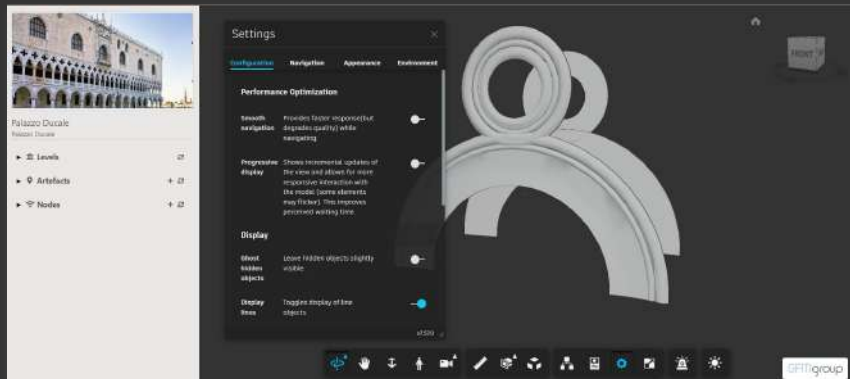 Palazzo Ducale
Palazzo Ducale
Levels
Artefacts
Nodes
Settings
Configuration Navigation Appearance Environment
Performance Optimization
Smooth navigation
Provides faster response(but
degrades quality) while
navigating
Progressive display
Shows incremental updates of
the view and allows for more
responsive interaction with
the model (some elements
may flicker). This improves
perceived waiting time.
Display
Ghost hidden objects
Leave hidden objects slightly
visible
Display lines
Toggles display of line
objects
FRONT
group